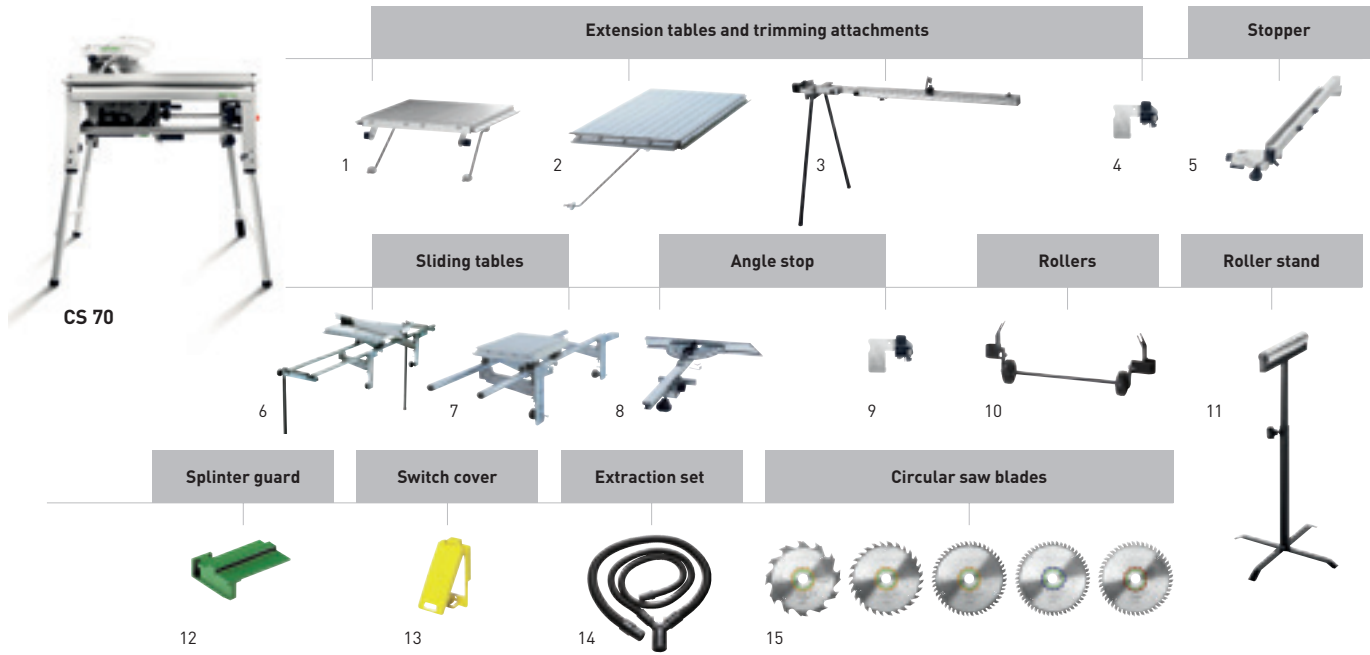 Extension tables and trimming attachments
Stopper
1
2
3
4
5
Sliding tables
Angle stop
Rollers
Roller stand
CS 70
6
7
8
9
10
11
Splinter guard
Switch cover
Extraction set
Circular saw blades
12
13
14
15